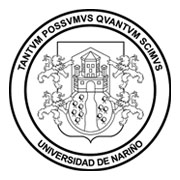 TANTVM POSSVMVS QVANTVM SCIMVS
UNIVERSIDAD DE NARIÑO